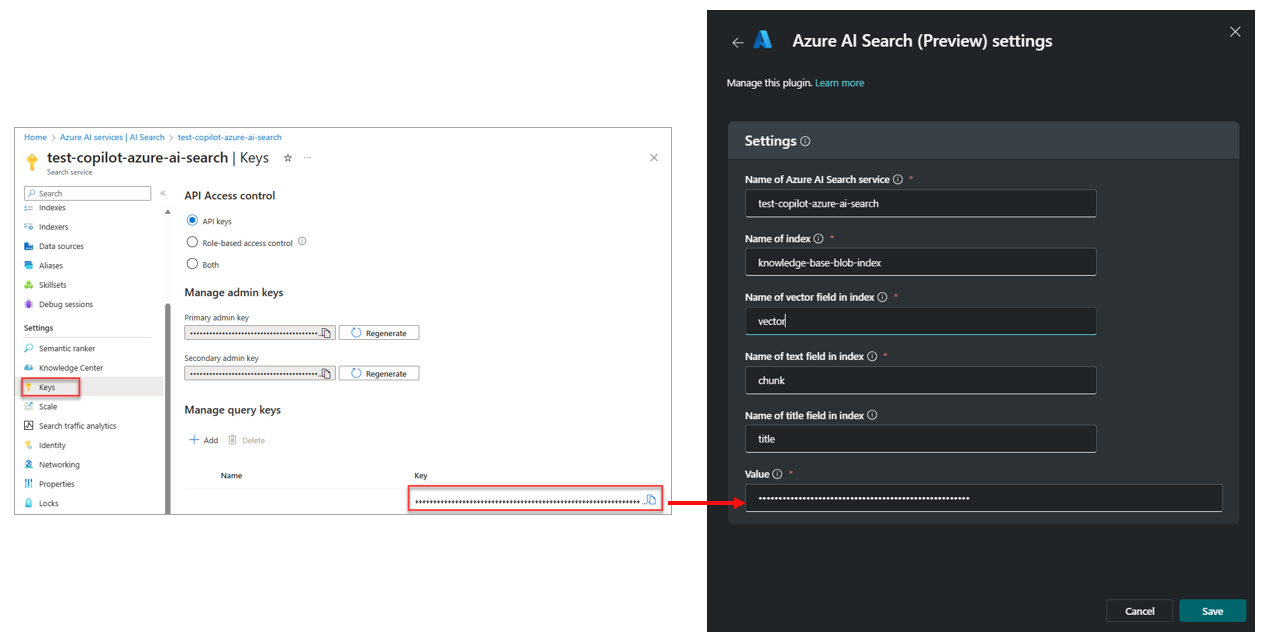 Home > Azure AI services | AI Search > test-copilot-azure-ai-search
test-copilot-azure-ai-search | Keys ☆ ...
Search service
Search «
Indexes
Indexers
Data sources
Aliases
Skillsets
Debug sessions
Settings
Semantic ranker
Knowledge Center
Keys
Scale
Search traffic analytics
Identity
Networking
Properties
Locks
API Access control
API keys
Role-based access control
Both
Manage admin keys
Primary admin key
Regenerate
Secondary admin key
Regenerate
Manage query keys
+ Add Delete
Name Key
Azure AI Search (Preview) settings
Manage this plugin. Learn more
Settings
Name of Azure AI Search service *
test-copilot-azure-ai-search
Name of index *
knowledge-base-blob-index
Name of vector field in index *
vector
Name of text field in index *
chunk
Name of title field in index
title
Value *
Cancel Save